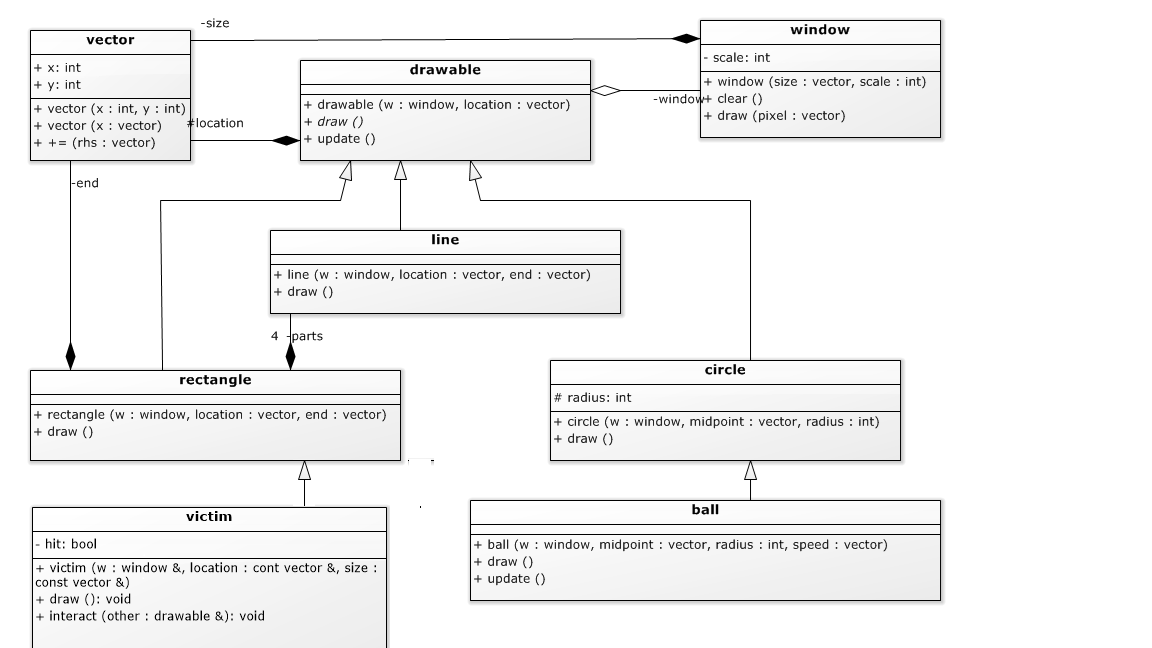 -size
vector
+ x: int
+ y: int
+ vector (x : int, y : int)
+ vector (x : vector)
+ += (rhs : vector)
#location
drawable
+ drawable (w : window, location : vector)
+ draw ()
+ update ()
-window
window
- scale: int
+ window (size : vector, scale : int)
+ clear ()
+ draw (pixel : vector)
-end
line
+ line (w : window, location : vector, end : vector)
+ draw ()
4 -parts
rectangle
+ rectangle (w : window, location : vector, end : vector)
+ draw ()
circle
# radius: int
+ circle (w : window, midpoint : vector, radius : int)
+ draw ()
victim
- hit: bool
+ victim (w : window &, location : cont vector &, size :
const vector &)
+ draw (): void
+ interact (other : drawable &): void
ball
+ ball (w : window, midpoint : vector, radius : int, speed : vector)
+ draw ()
+ update ()